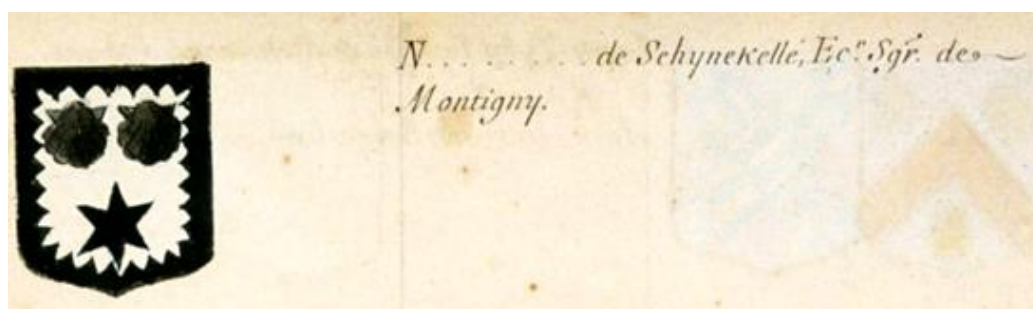 N. . . . . . . . . de Schynekelle, Ec.r Sgr. de
Montigny.